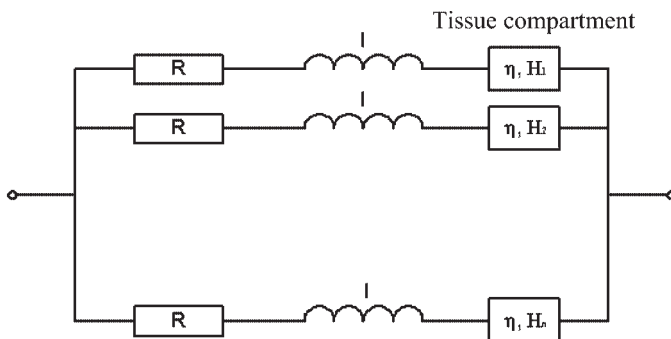 Tissue compartment
I
R
η, H₁
I
R
η, H₂
I
R
η, Hₙ